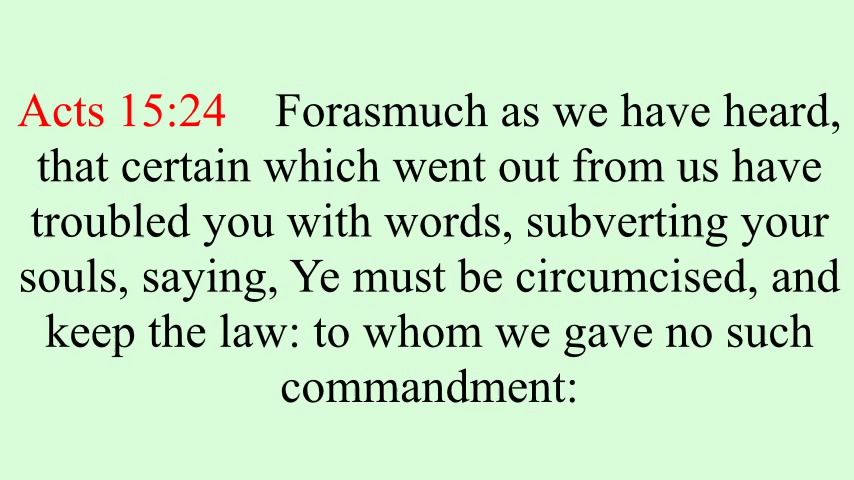 Acts 15:24 Forasmuch as we have heard,
that certain which went out from us have
troubled you with words, subverting your
souls, saying, Ye must be circumcised, and
keep the law: to whom we gave no such
commandment: